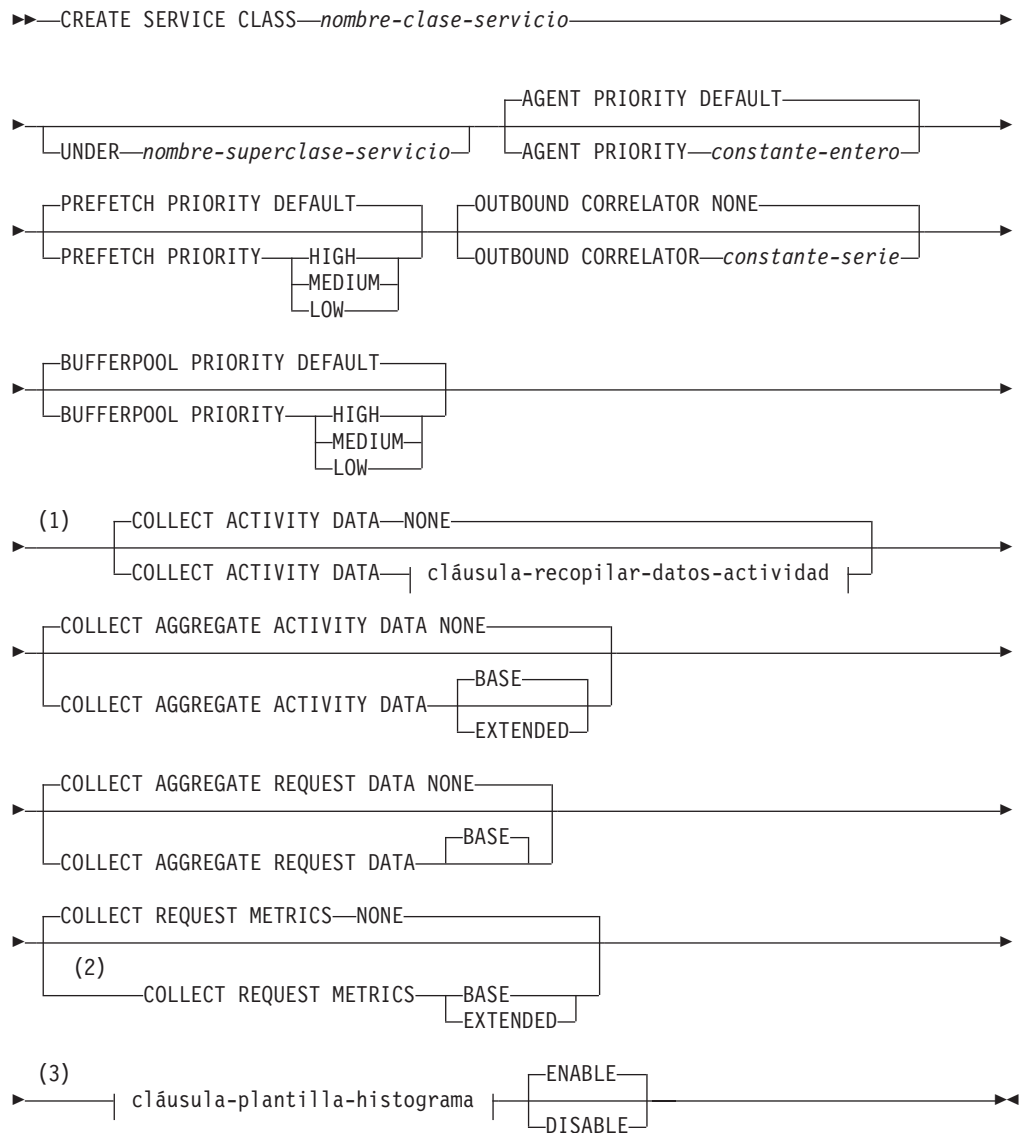 CREATE SERVICE CLASS nombre-clase-servicio
AGENT PRIORITY DEFAULT
UNDER nombre-superclase-servicio AGENT PRIORITY constante-entero
PREFETCH PRIORITY DEFAULT OUTBOUND CORRELATOR NONE
PREFETCH PRIORITY HIGH OUTBOUND CORRELATOR constante-serie
MEDIUM
LOW
BUFFERPOOL PRIORITY DEFAULT
BUFFERPOOL PRIORITY HIGH
MEDIUM
LOW
(1) COLLECT ACTIVITY DATA NONE
COLLECT ACTIVITY DATA cláusula-recopilar-datos-actividad
COLLECT AGGREGATE ACTIVITY DATA NONE
BASE
COLLECT AGGREGATE ACTIVITY DATA
EXTENDED
COLLECT AGGREGATE REQUEST DATA NONE
BASE
COLLECT AGGREGATE REQUEST DATA
COLLECT REQUEST METRICS NONE
(2)
COLLECT REQUEST METRICS BASE
EXTENDED
(3) ENABLE
cláusula-plantilla-histograma
DISABLE